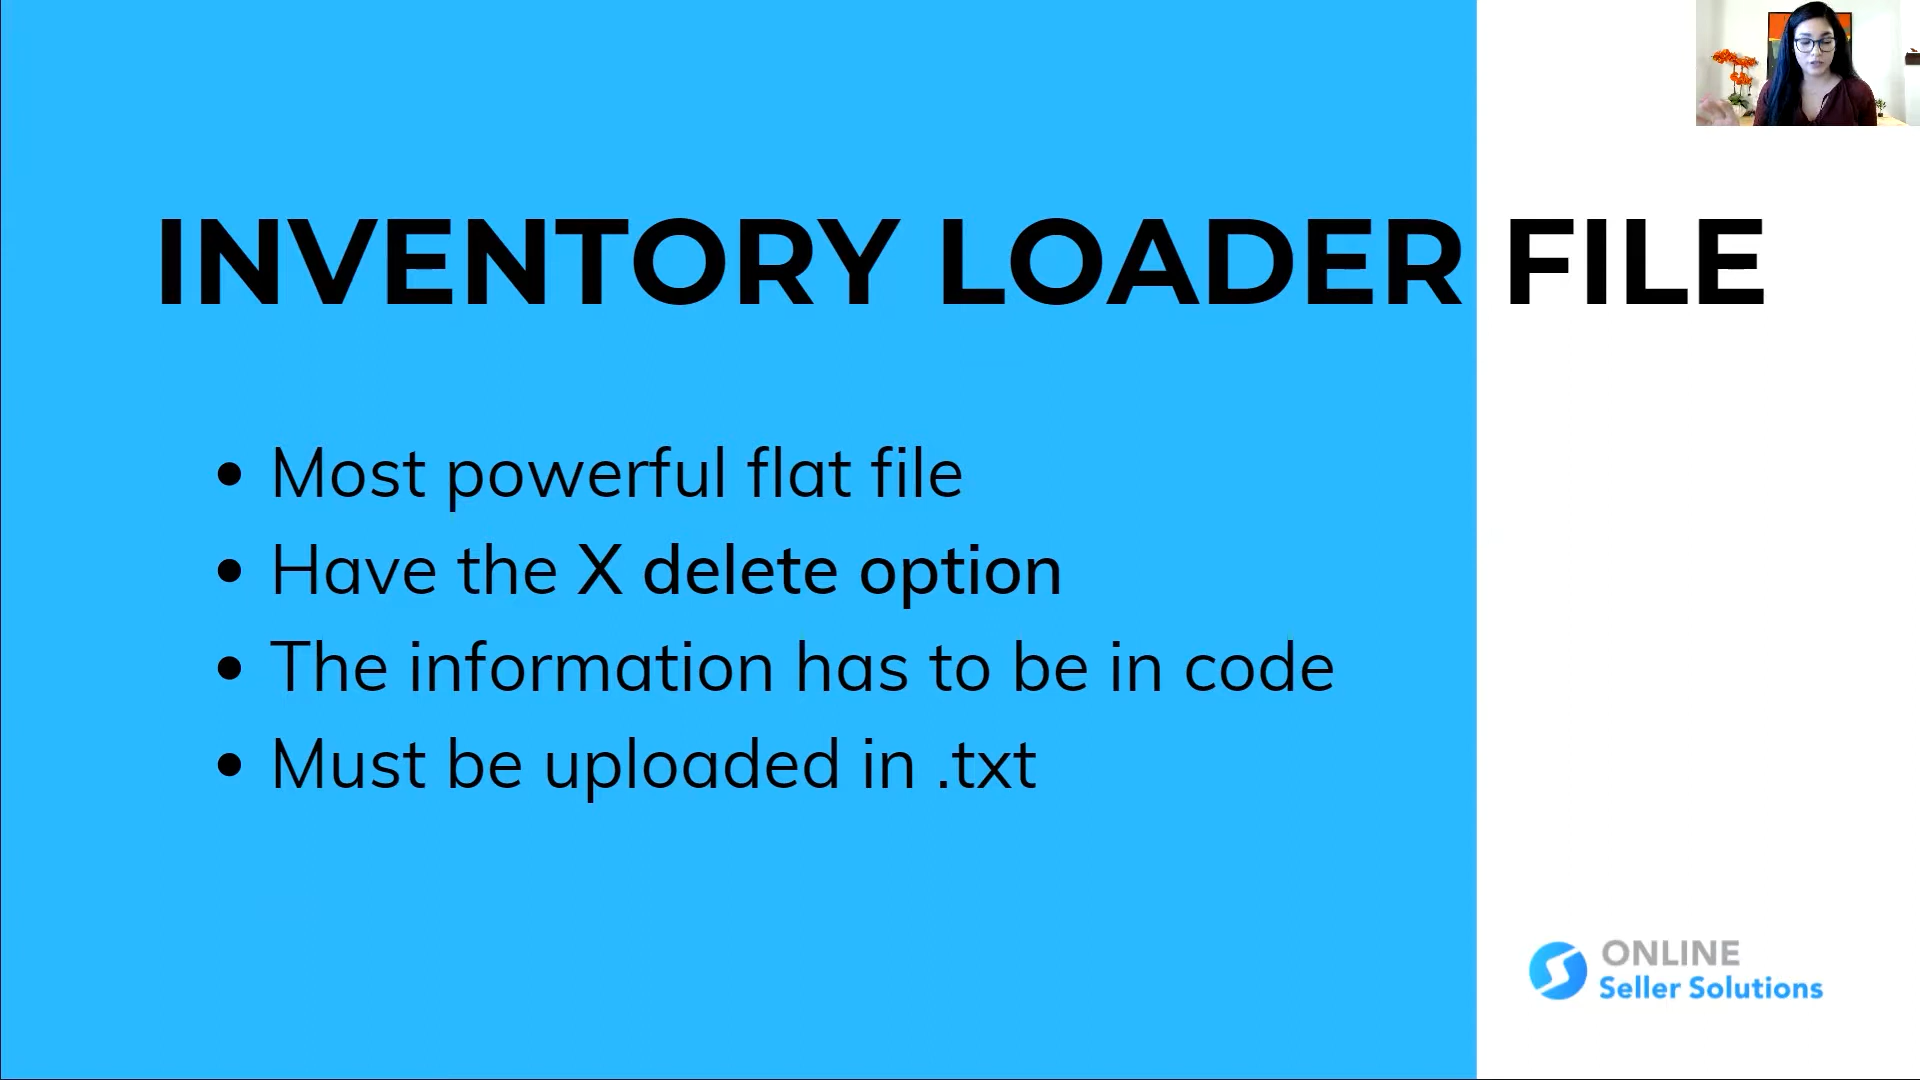 INVENTORY LOADER FILE
• Most powerful flat file
• Have the X delete option
• The information has to be in code
• Must be uploaded in .txt
ONLINE
Seller Solutions